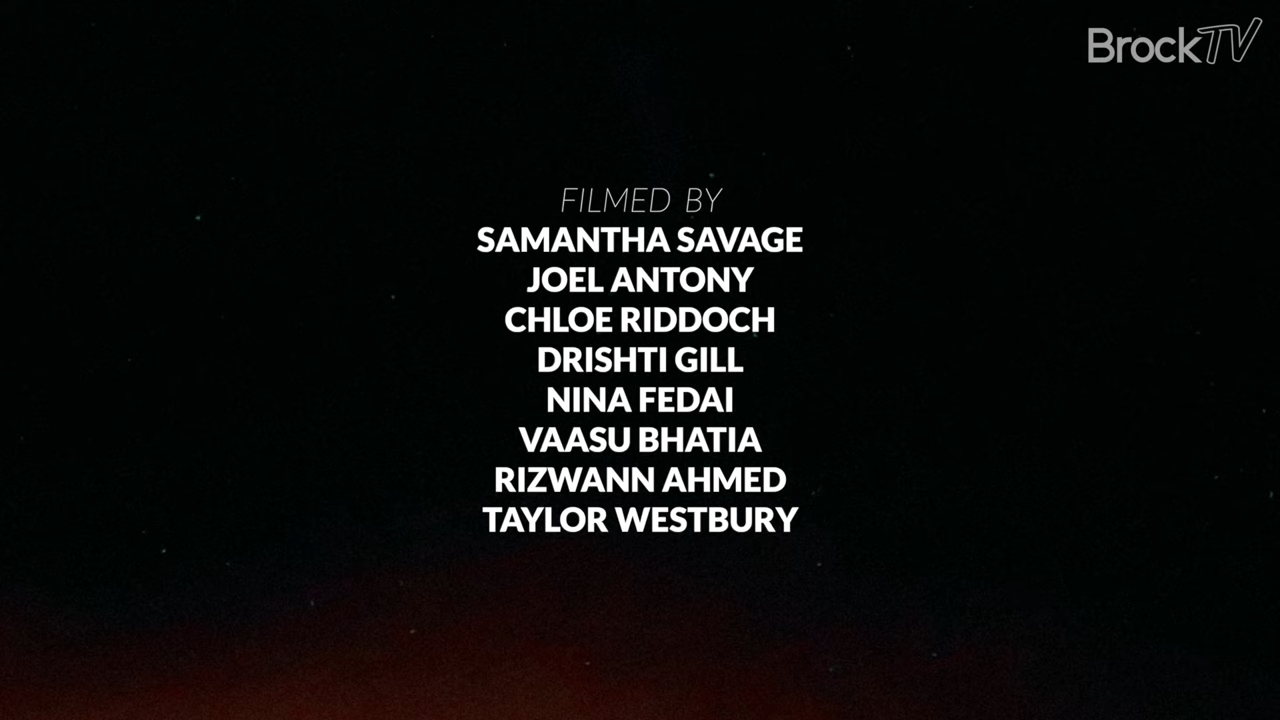 BrockTV
FILMED BY
SAMANTHA SAVAGE
JOEL ANTONY
CHLOE RIDDOCH
DRISHTI GILL
NINA FEDAI
VAASU BHATIA
RIZWANN AHMED
TAYLOR WESTBURY